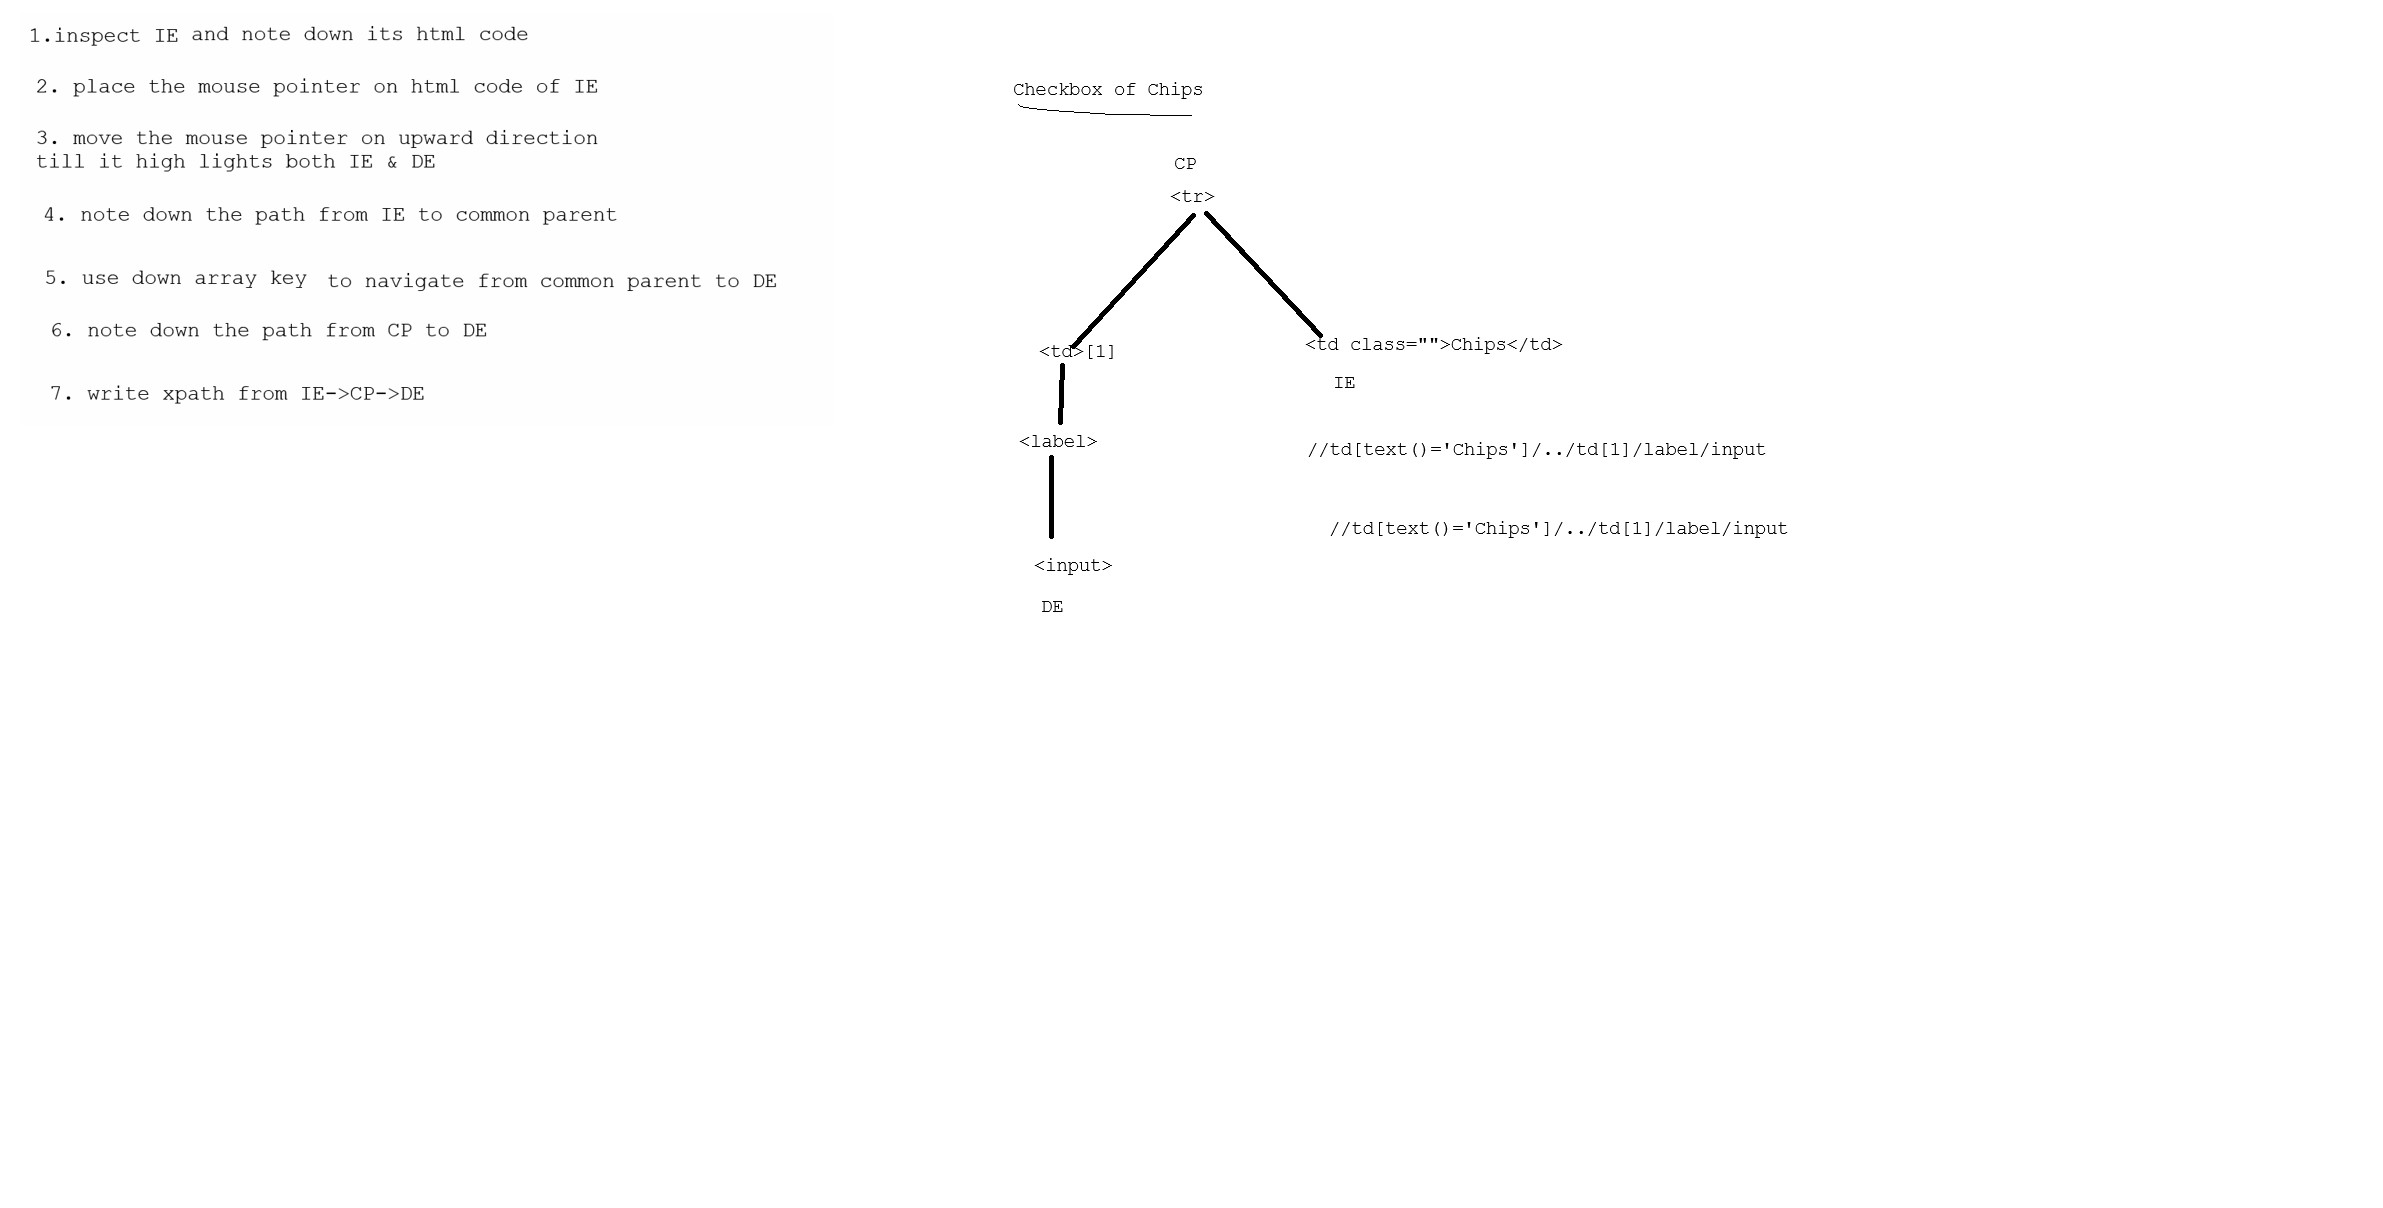 1.inspect IE and note down its html code
2. place the mouse pointer on html code of IE
3. move the mouse pointer on upward direction
till it high lights both IE & DE
4. note down the path from IE to common parent
5. use down array key to navigate from common parent to DE
6. note down the path from CP to DE
7. write xpath from IE->CP->DE
Checkbox of Chips
CP
<tr>
<td>[1]
<td class="">Chips</td>
IE
<label>
//td[text()='Chips']/../td[1]/label/input
//td[text()='Chips']/../td[1]/label/input
<input>
DE